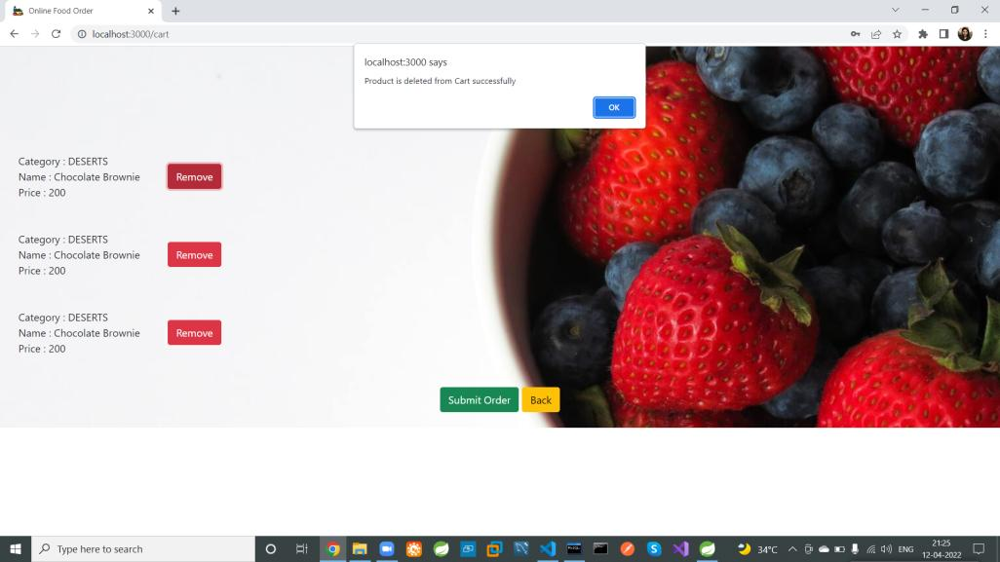 Online Food Order
localhost:3000/cart
localhost:3000 says
Product is deleted from Cart successfully
OK
Category : DESERTS
Name : Chocolate Brownie
Price : 200
Remove
Category : DESERTS
Name : Chocolate Brownie
Price : 200
Remove
Category : DESERTS
Name : Chocolate Brownie
Price : 200
Remove
Submit Order
Back
Type here to search
34°C
ENG
21:25
12-04-2022